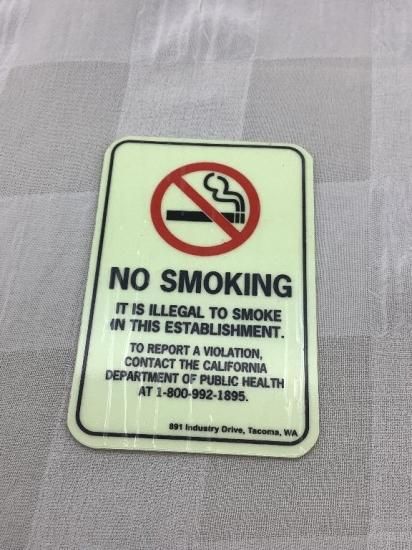 NO SMOKING
IT IS ILLEGAL TO SMOKE
IN THIS ESTABLISHMENT.
TO REPORT A VIOLATION,
CONTACT THE CALIFORNIA
DEPARTMENT OF PUBLIC HEALTH
AT 1-800-992-1895.
891 Industry Drive, Tacoma, WA